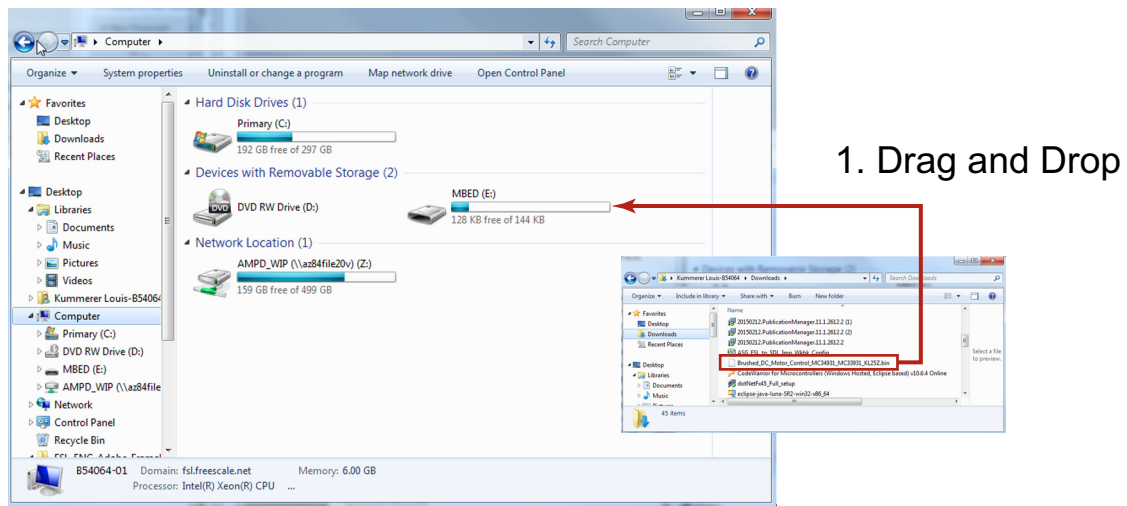 Computer
Search Computer
Organize System properties Uninstall or change a program Map network drive Open Control Panel
Favorites
Desktop
Downloads
Recent Places
Desktop
Libraries
Documents
Music
Pictures
Videos
Kummerer Louis-B54064
Computer
Primary (C:)
DVD RW Drive (D:)
MBED (E:)
AMPD_WIP (\\az84file
Network
Control Panel
Recycle Bin
Hard Disk Drives (1)
Primary (C:)
192 GB free of 297 GB
Devices with Removable Storage (2)
DVD
DVD RW Drive (D:)
MBED (E:)
128 KB free of 144 KB
Network Location (1)
AMPD_WIP (\\az84file20v) (Z:)
159 GB free of 499 GB
B54064-01 Domain: fsl.freescale.net Memory: 6.00 GB
Processor: Intel(R) Xeon(R) CPU ...
1. Drag and Drop
Kummerer Louis-B54064 Downloads
Search Downloads
Organize Include in library Share with Burn New folder
Favorites
Desktop
Downloads
Recent Places
Desktop
Libraries
Documents
Music
Name
20150212.PublicationManager.11.1.2612.2 (1)
20150212.PublicationManager.11.1.2612.2 (2)
20150212.PublicationManager.11.1.2612.2
ASG_FSL_to_SDI_Imp_Wkbk_Config
Brushed_DC_Motor_Control_MC34931_MC33931_KL25Z.bin
CodeWarrior for Microcontrollers (Windows Hosted, Eclipse based) v10.6.4 Online
dotNetFx45_Full_setup
eclipse-java-luna-SR2-win32-x86_64
Select a file
to preview.
45 items